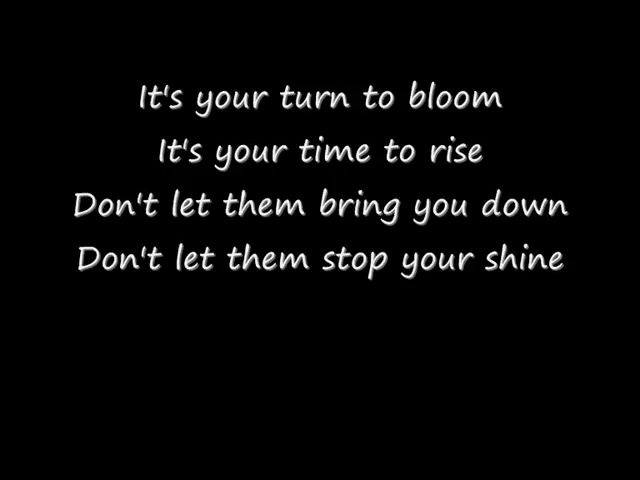 It's your turn to bloom
It's your time to rise
Don't let them bring you down
Don't let them stop your shine